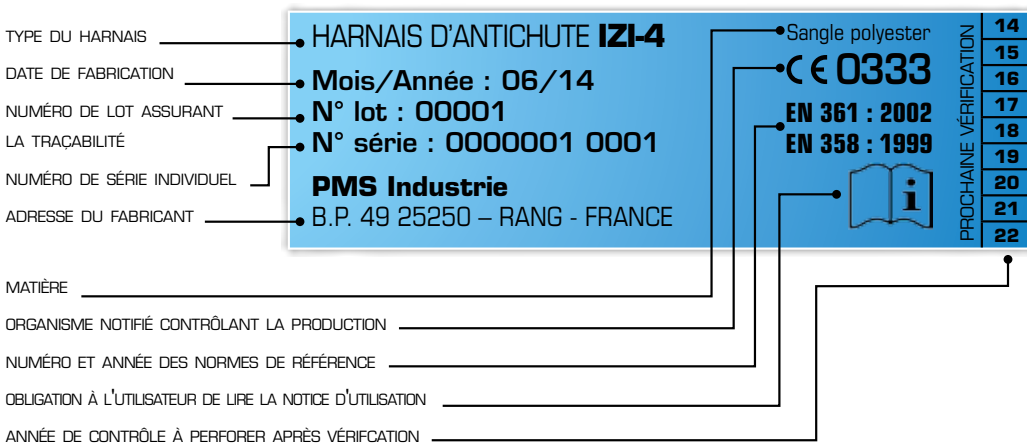 TYPE DU HARNAIS
DATE DE FABRICATION
NUMÉRO DE LOT ASSURANT
LA TRAÇABILITÉ
NUMÉRO DE SÉRIE INDIVIDUEL
ADRESSE DU FABRICANT
HARNAIS D'ANTICHUTE IZI-4
Mois/Année : 06/14
N° lot : 00001
N° série : 0000001 0001
PMS Industrie
B.P. 49 25250 – RANG - FRANCE
Sangle polyester
CE 0333
EN 361 : 2002
EN 358 : 1999
i
PROCHAINE VÉRIFICATION
14
15
16
17
18
19
20
21
22
MATIÈRE
ORGANISME NOTIFIÉ CONTRÔLANT LA PRODUCTION
NUMÉRO ET ANNÉE DES NORMES DE RÉFÉRENCE
OBLIGATION À L'UTILISATEUR DE LIRE LA NOTICE D'UTILISATION
ANNÉE DE CONTRÔLE À PERFORER APRÈS VÉRIFCATION